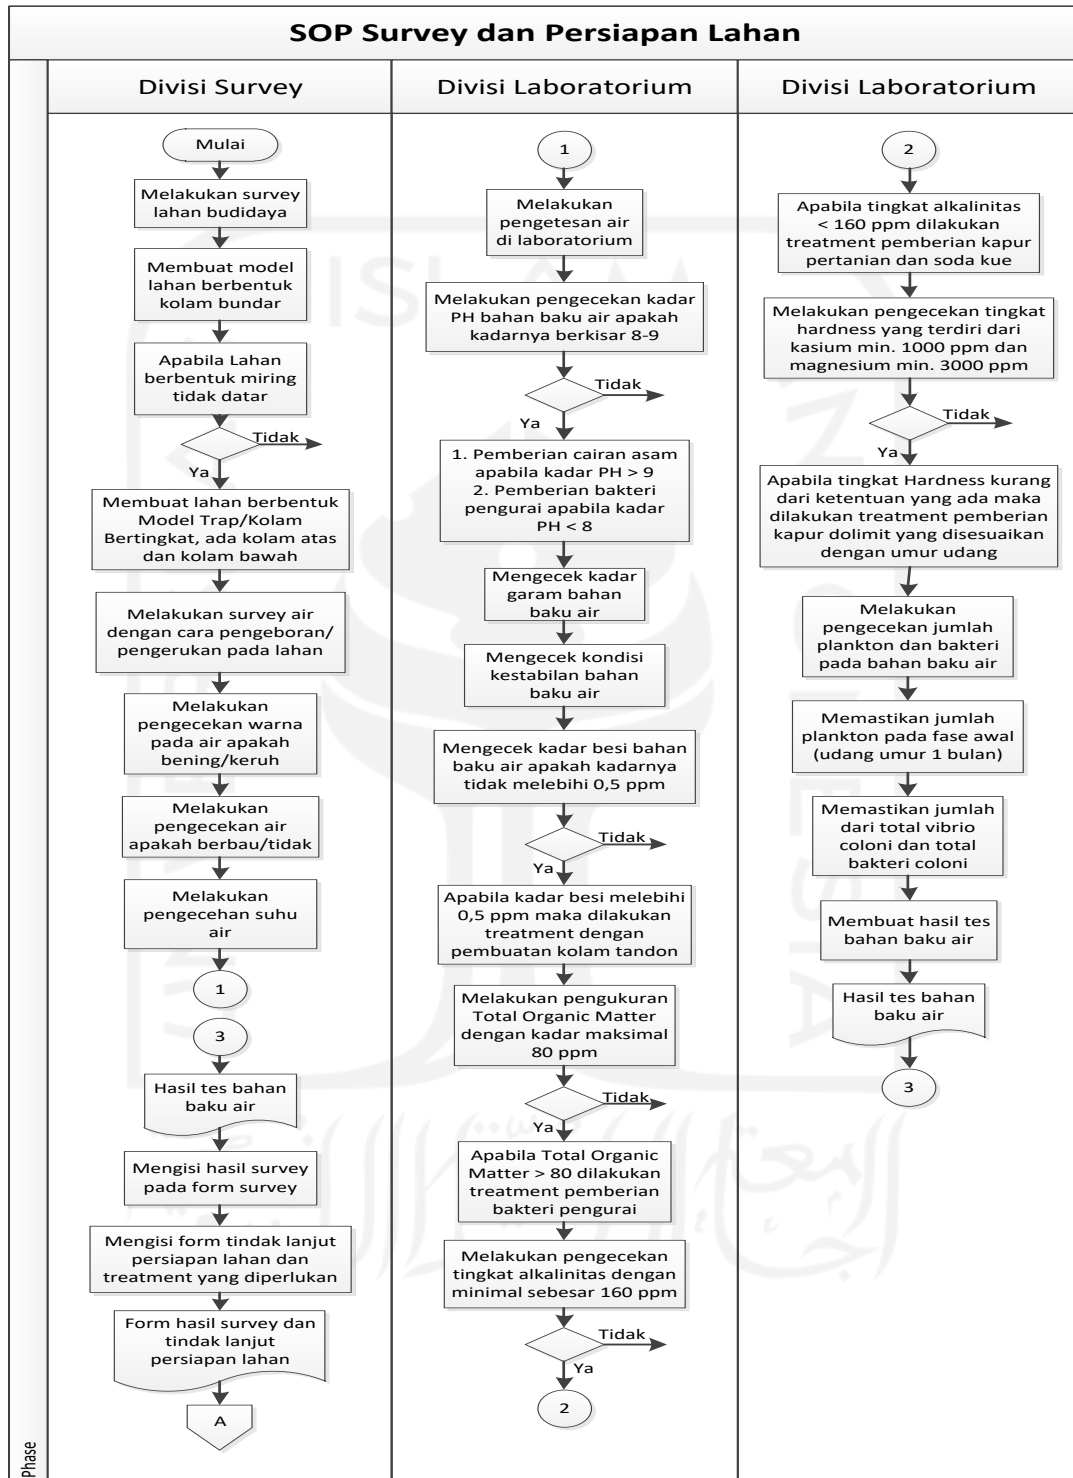 SOP Survey dan Persiapan Lahan
Divisi Survey
Mulai
Melakukan survey
lahan budidaya
Membuat model
lahan berbentuk
kolam bundar
Apabila Lahan
berbentuk miring
tidak datar
Tidak
Ya
Membuat lahan berbentuk
Model Trap/Kolam
Bertingkat, ada kolam atas
dan kolam bawah
Melakukan survey air
dengan cara pengeboran/
pengerukan pada lahan
Melakukan
pengecekan warna
pada air apakah
bening/keruh
Melakukan
pengecekan air
apakah berbau/tidak
Melakukan
pengecehan suhu
air
1
3
Hasil tes bahan
baku air
Mengisi hasil survey
pada form survey
Mengisi form tindak lanjut
persiapan lahan dan
treatment yang diperlukan
Form hasil survey dan
tindak lanjut
persiapan lahan
A
Divisi Laboratorium
1
Melakukan
pengetesan air
di laboratorium
Melakukan pengecekan kadar
PH bahan baku air apakah
kadarnya berkisar 8-9
Tidak
Ya
1. Pemberian cairan asam
apabila kadar PH > 9
2. Pemberian bakteri
pengurai apabila kadar
PH < 8
Mengecek kadar
garam bahan
baku air
Mengecek kondisi
kestabilan bahan
baku air
Mengecek kadar besi bahan
baku air apakah kadarnya
tidak melebihi 0,5 ppm
Tidak
Ya
Apabila kadar besi melebihi
0,5 ppm maka dilakukan
treatment dengan
pembuatan kolam tandon
Melakukan pengukuran
Total Organic Matter
dengan kadar maksimal
80 ppm
Tidak
Ya
Apabila Total Organic
Matter > 80 dilakukan
treatment pemberian
bakteri pengurai
Melakukan pengecekan
tingkat alkalinitas dengan
minimal sebesar 160 ppm
Tidak
Ya
2
Divisi Laboratorium
2
Apabila tingkat alkalinitas
< 160 ppm dilakukan
treatment pemberian kapur
pertanian dan soda kue
Melakukan pengecekan tingkat
hardness yang terdiri dari
kasium min. 1000 ppm dan
magnesium min. 3000 ppm
Tidak
Ya
Apabila tingkat Hardness kurang
dari ketentuan yang ada maka
dilakukan treatment pemberian
kapur dolimit yang disesuaikan
dengan umur udang
Melakukan
pengecekan jumlah
plankton dan bakteri
pada bahan baku air
Memastikan jumlah
plankton pada fase awal
(udang umur 1 bulan)
Memastikan jumlah
dari total vibrio
coloni dan total
bakteri coloni
Membuat hasil tes
bahan baku air
Hasil tes bahan
baku air
3
Phase